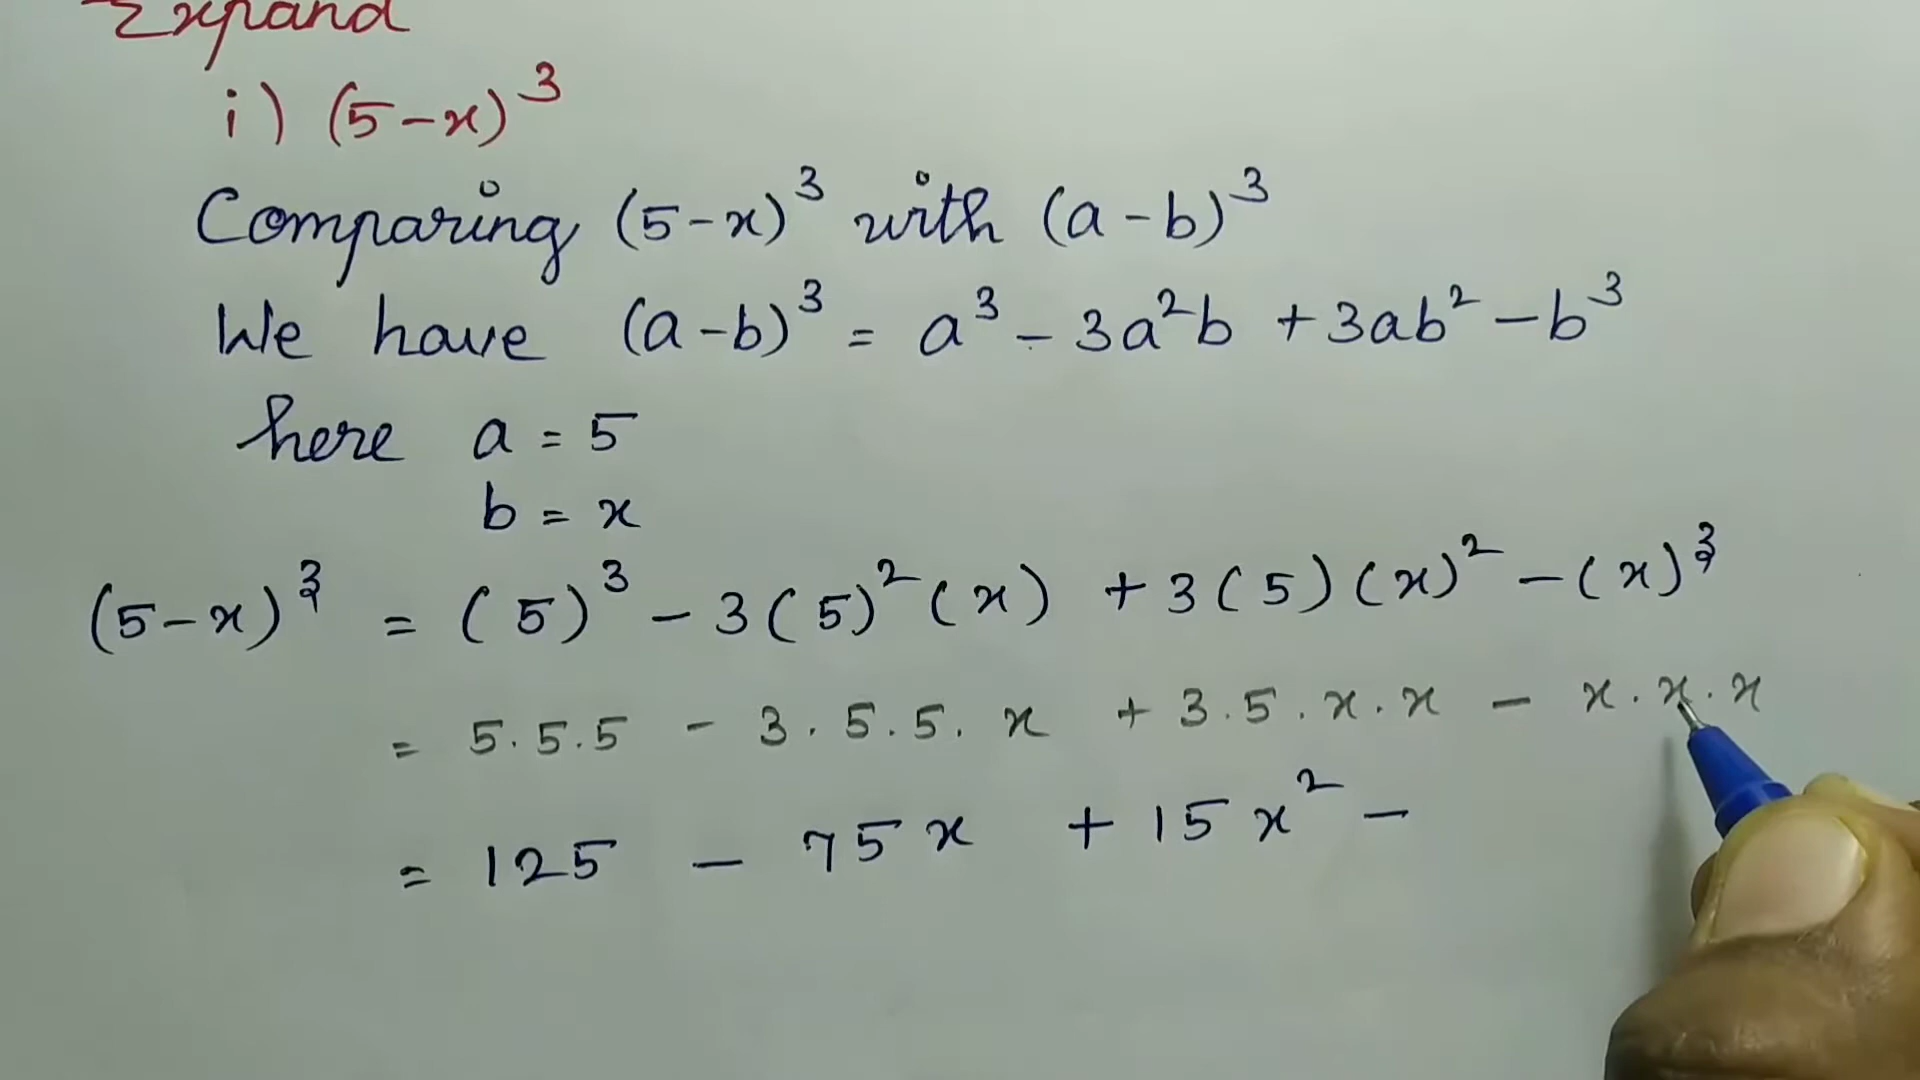 Expand
i) (5-x)³
Comparing (5-x)³ with (a-b)³
We have (a-b)³ = a³ - 3a²b + 3ab² - b³
here a = 5
b = x
(5-x)³ = (5)³ - 3(5)²(x) + 3(5)(x)² - (x)³
= 5.5.5 - 3.5.5.x + 3.5.x.x - x.x.x
= 125 - 75x + 15x² -